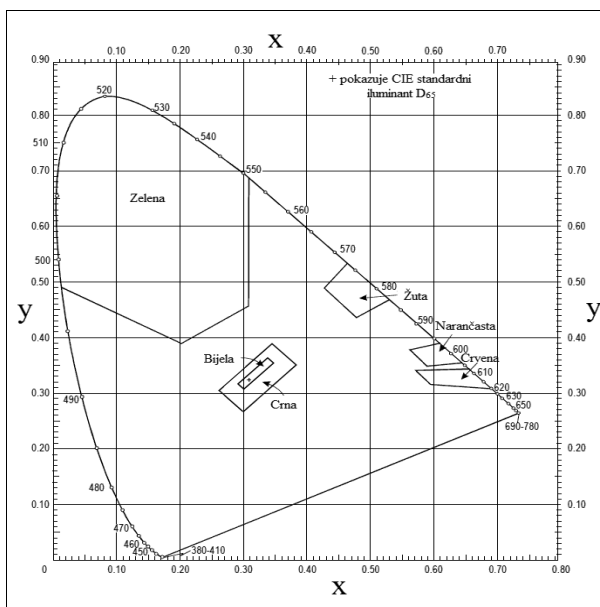 x
0.10 0.20 0.30 0.40 0.50 0.60 0.70
0.90 0.90
+ pokazuje CIE standardni
iluminant D65
520
530
0.80 0.80
540
510
550
0.70 0.70
Zelena
560
0.60 0.60
570
500
580
0.50 0.50
Žuta
590
y y
Narančasta
0.40 0.40
600
Bijela
Crvena
610
0.30 0.30
620
490
Crna
630
650
690-780
0.20 0.20
480
0.10 0.10
470
460
450
380-410
0 0.10 0.20 0.30 0.40 0.50 0.60 0.70 0.80
x